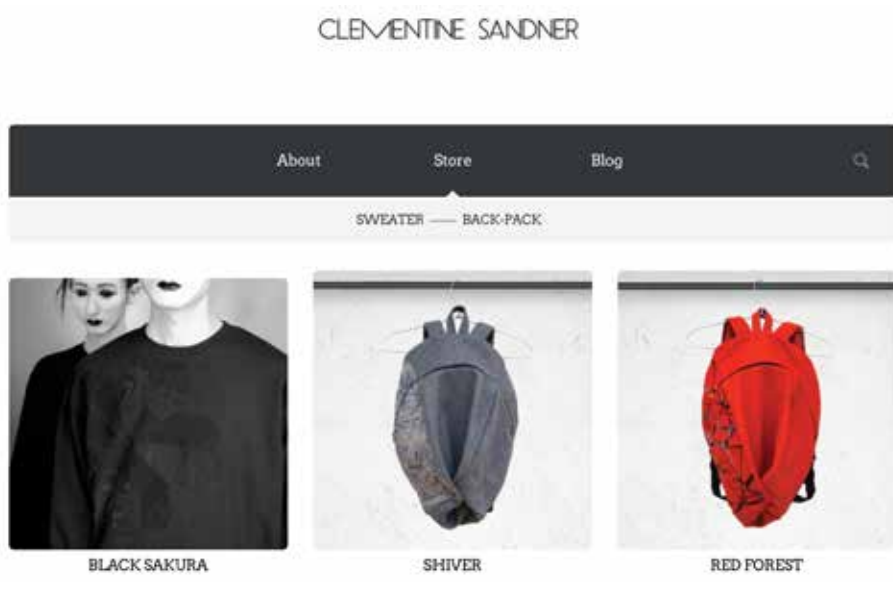 CLEMENTINE SANDNER
About Store Blog
SWEATER —— BACK-PACK
BLACK SAKURA SHIVER RED FOREST